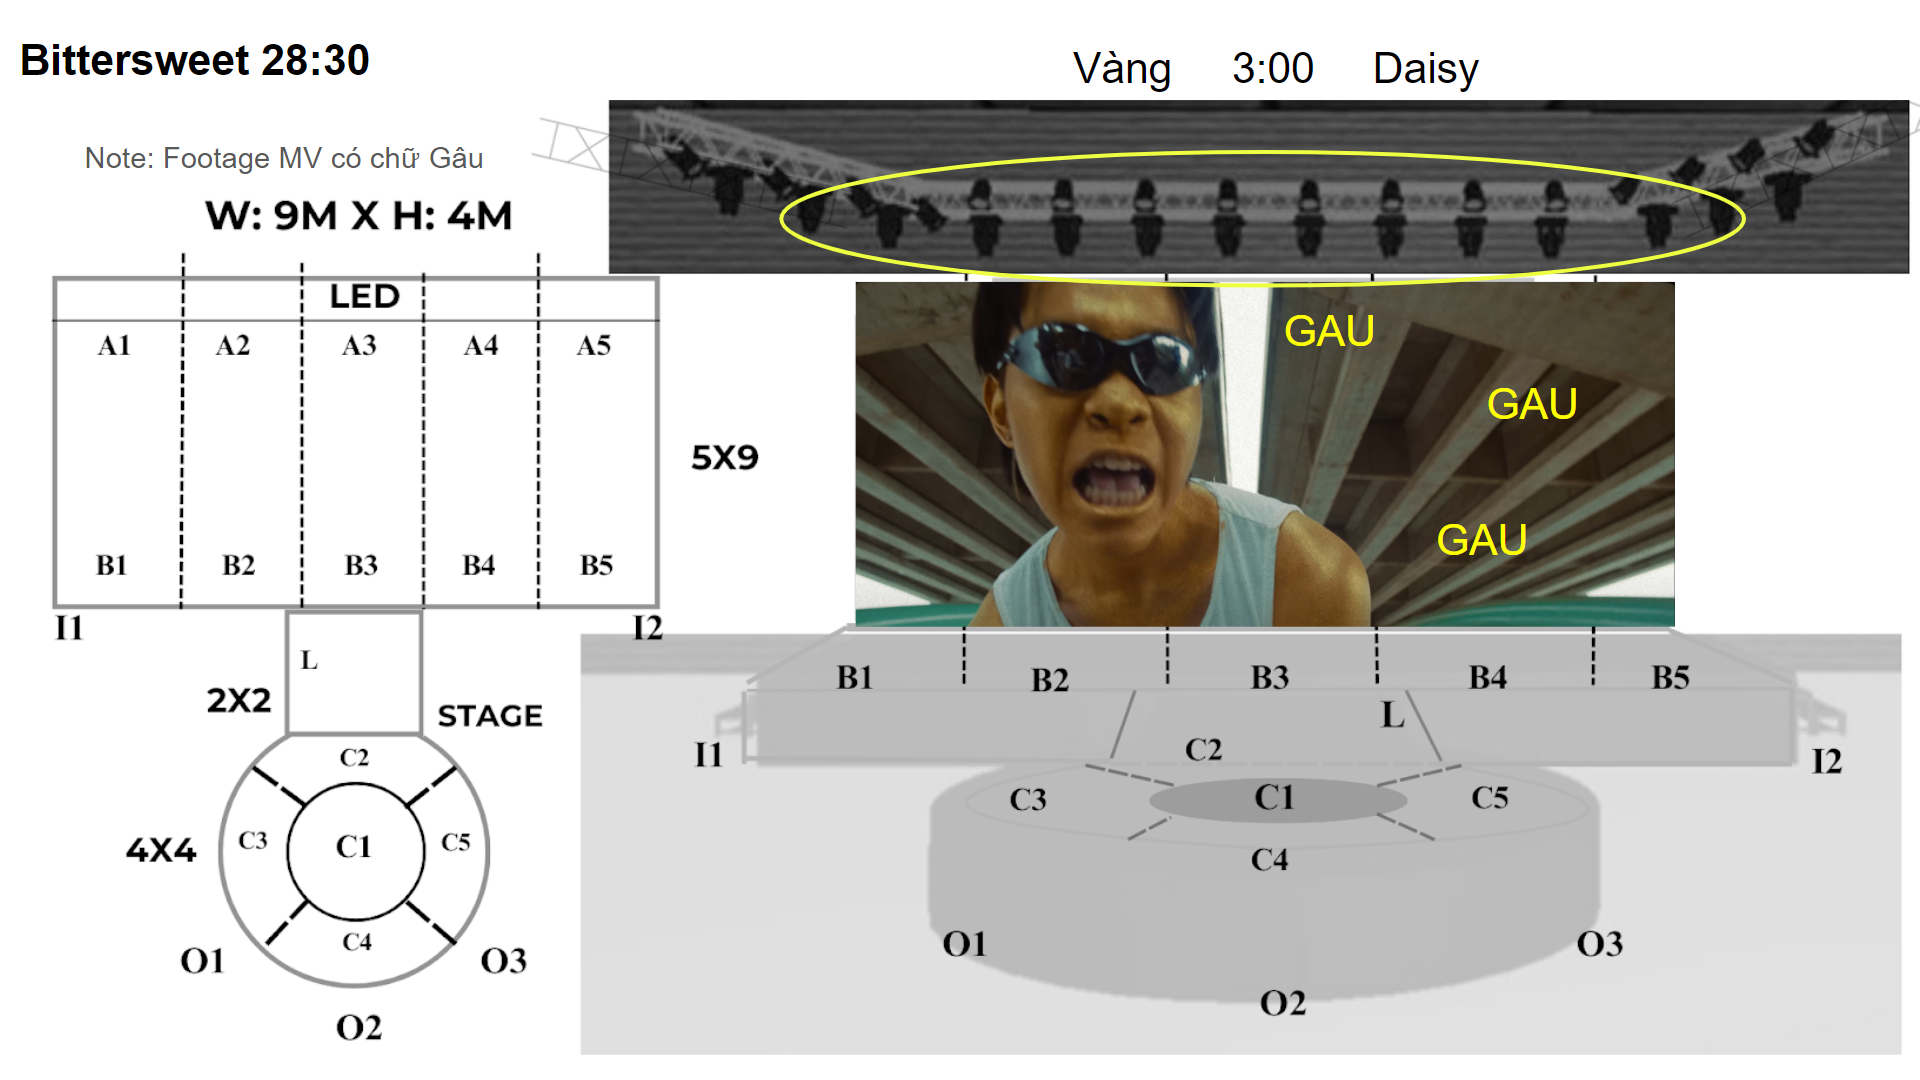 Bittersweet 28:30
Vàng 3:00 Daisy
Note: Footage MV có chữ Gâu
W: 9M X H: 4M
LED
A1 A2 A3 A4 A5
5X9
B1 B2 B3 B4 B5
I1 I2
L
2X2
STAGE
C2
C3 C1 C5
4X4
C4
O1 O3
O2
GAU
GAU
GAU
B1 B2 B3 B4 B5
L
I1 C2 I2
C3 C1 C5
C4
O1 O3
O2